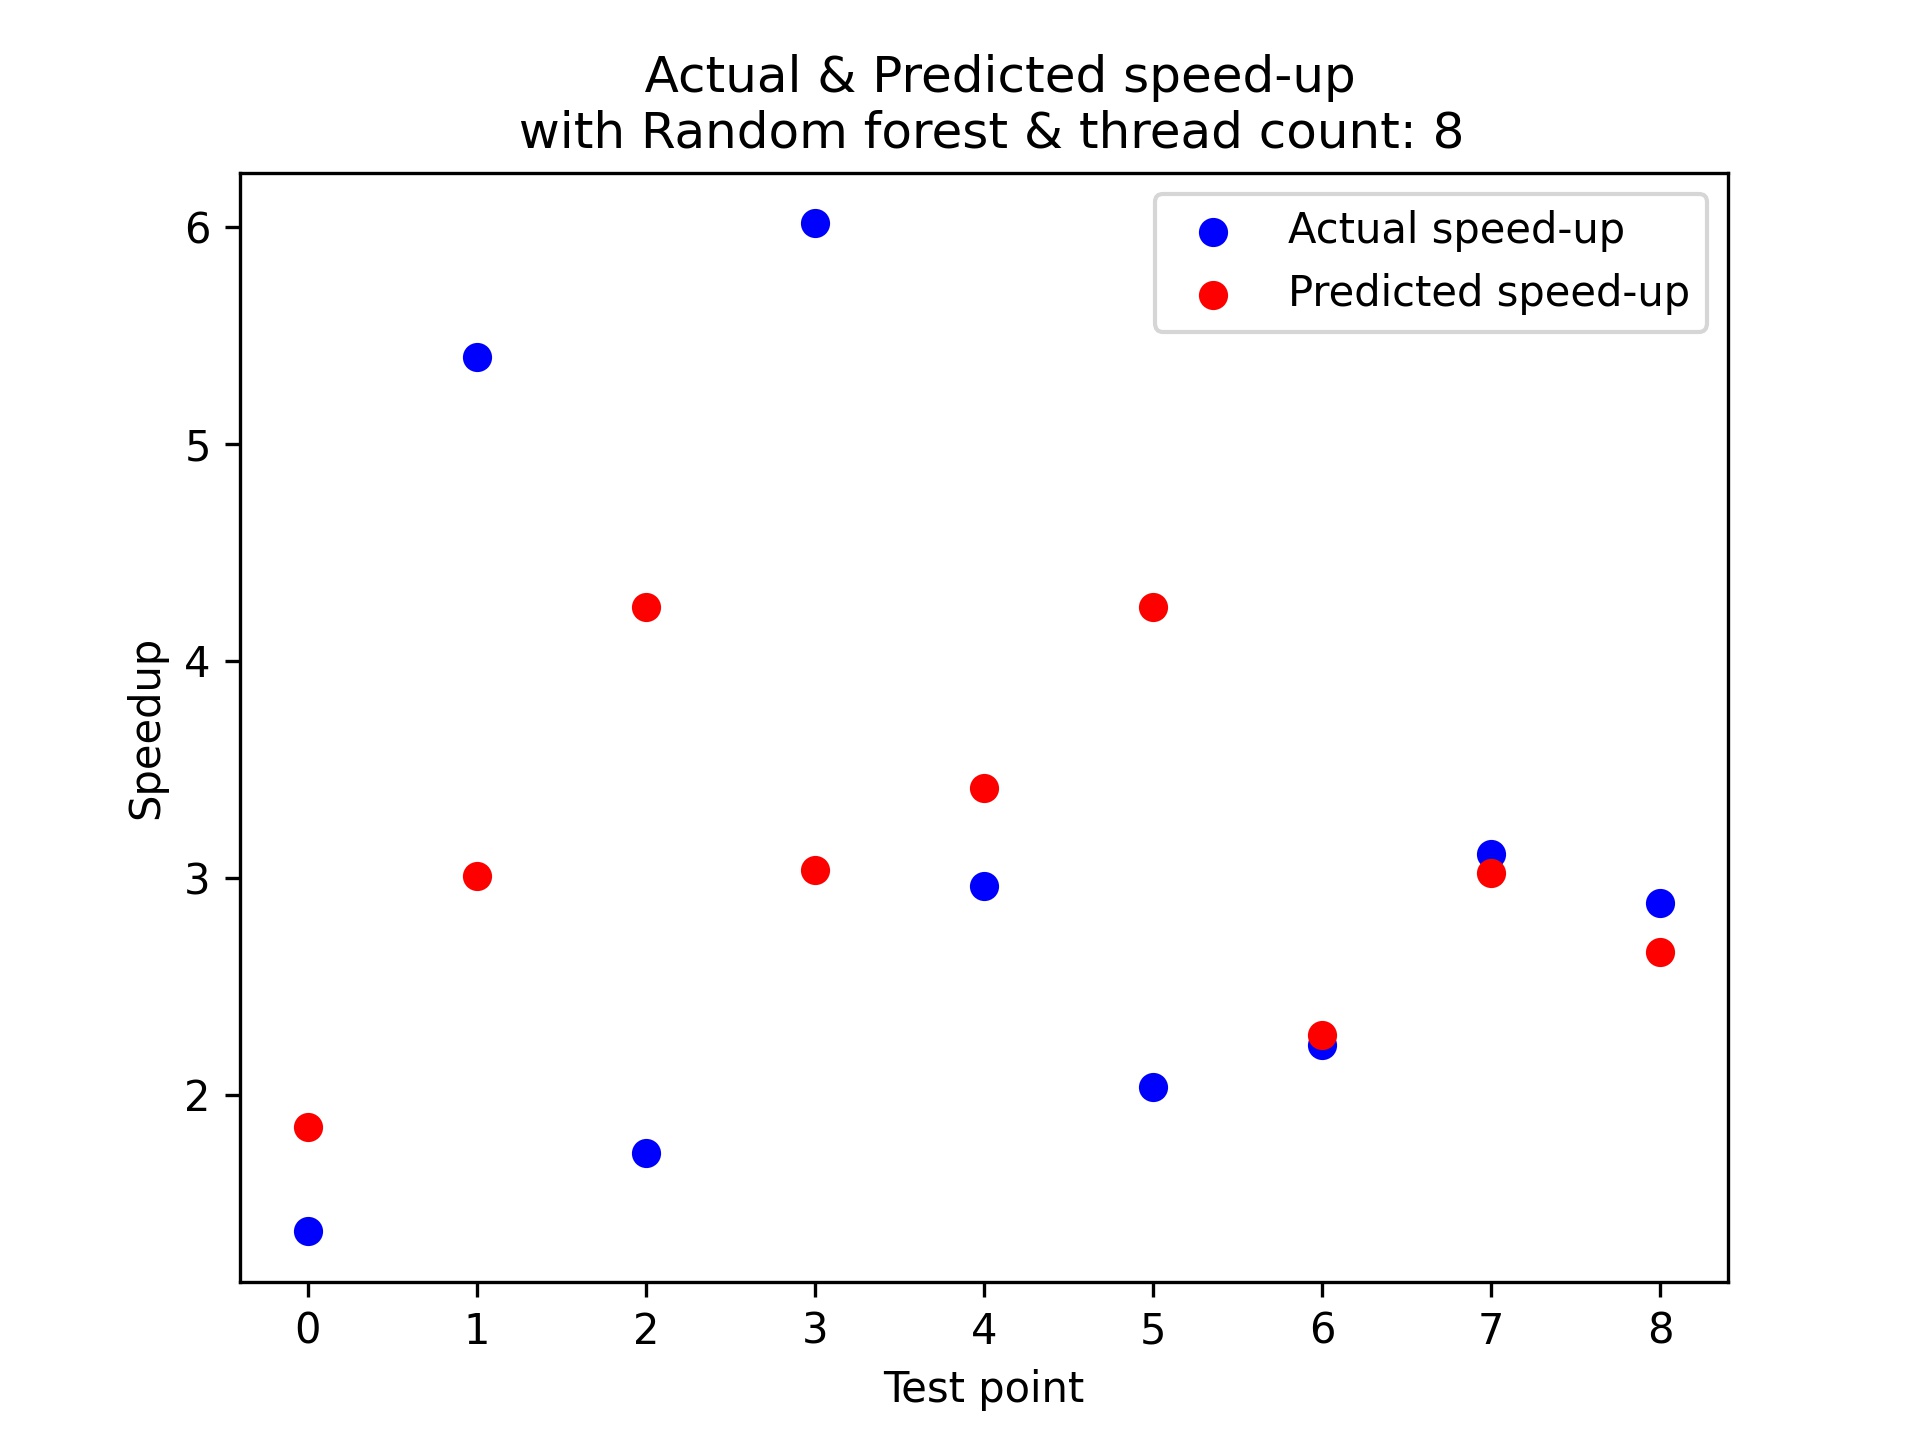 Actual & Predicted speed-up
with Random forest & thread count: 8
Actual speed-up
Predicted speed-up
6
5
4
3
2
Speedup
0 1 2 3 4 5 6 7 8
Test point